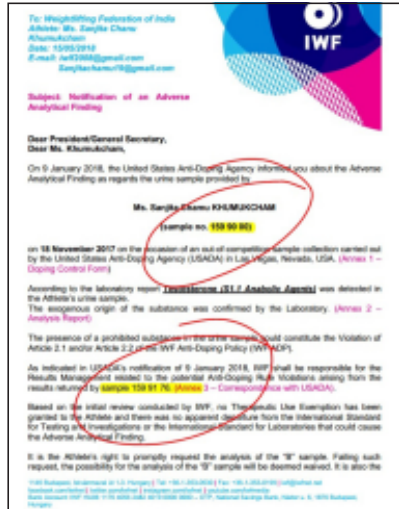 To: Weightlifting Federation of India
Athlete: Ms. Sanjita Chanu
Khumukcham
Date: 15/05/2018
E-mail:
IWF
Subject: Notification of an Adverse
Analytical Finding
Dear President/General Secretary,
Dear Ms. Khumukcham,
On 9 January 2018, the United States Anti-Doping Agency informed you about the Adverse
Analytical Finding as regards the urine sample provided by
Ms. Sanjita Chanu KHUMUKCHAM
(sample no. 159 90 00)
on 18 November 2017 on the occasion of an out of competition sample collection carried out
by the United States Anti-Doping Agency (USADA) in Las Vegas, Nevada, USA. (Annex 1 –
Doping Control Form)
According to the laboratory report Testosterone (S1.1 Anabolic Agents) was detected in
the Athlete's urine sample.
The exogenous origin of the substance was confirmed by the Laboratory. (Annex 2 –
Analysis Report)
The presence of a prohibited substance in the urine sample could constitute the Violation of
Article 2.1 and/or Article 2.2 of the IWF Anti-Doping Policy (IWF ADP).
As indicated in USADA's notification of 9 January 2018, IWF shall be responsible for the
Results Management related to the potential Anti-Doping Rule Violations arising from the
results returned by sample 159 91 76. (Annex 3 – Correspondence with USADA).
Based on the initial review conducted by IWF, no Therapeutic Use Exemption has been
granted to the Athlete and there was no apparent departure from the International Standard
for Testing and Investigations or the International Standard for Laboratories that could cause
the Adverse Analytical Finding.
It is the Athlete's right to promptly request the analysis of the "B" sample. Failing such
request, the possibility for the analysis of the "B" sample will be deemed waived. It is also the